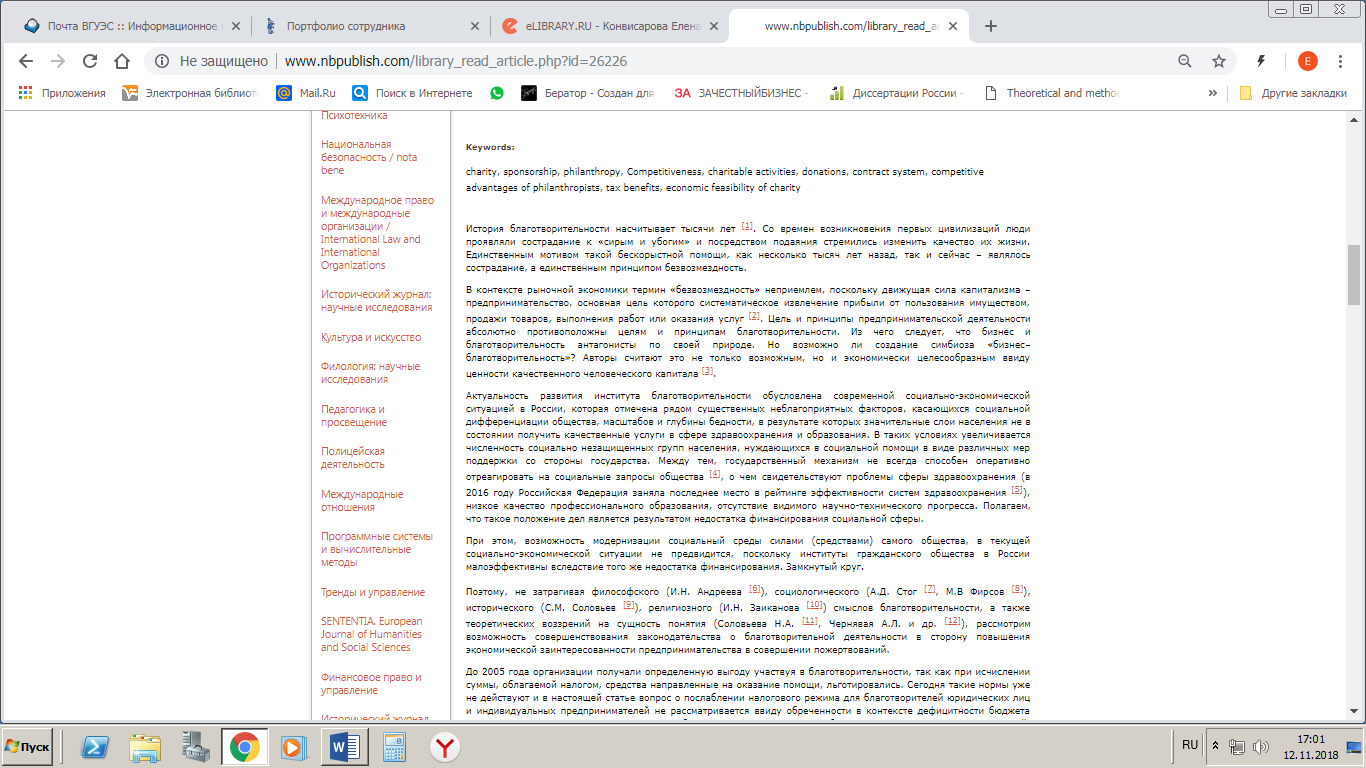 Почта ВГУЭС :: Информационное
Портфолио сотрудника
eLIBRARY.RU - Конвисарова Елена
www.nbpublish.com/library_read_ar
Не защищено
www.nbpublish.com/library_read_article.php?id=26226
E
Приложения
Электронная библиот
Mail.Ru
Поиск в Интернете
Бератор - Создан для
ЗА ЗАЧЕСТНЫЙБИЗНЕС -
Диссертации России -
Theoretical and metho
»
Другие закладки
Психотехника
Национальная
безопасность / nota
bene
Международное право
и международные
организации /
International Law and
International
Organizations
Исторический журнал:
научные исследования
Культура и искусство
Филология: научные
исследования
Педагогика и
просвещение
Полицейская
деятельность
Международные
отношения
Программные системы
и вычислительные
методы
Тренды и управление
SENTENTIA. European
Journal of Humanities
and Social Sciences
Финансовое право и
управление
Исторический журнал
Keywords:
charity, sponsorship, philanthropy, Competitiveness, charitable activities, donations, contract system, competitive
advantages of philanthropists, tax benefits, economic feasibility of charity
История благотворительности насчитывает тысячи лет [1]. Со времен возникновения первых цивилизаций люди
проявляли сострадание к «сирым и убогим» и посредством подаяния стремились изменить качество их жизни.
Единственным мотивом такой бескорыстной помощи, как несколько тысяч лет назад, так и сейчас – являлось
сострадание, а единственным принципом безвозмездность.
В контексте рыночной экономики термин «безвозмездность» неприемлем, поскольку движущая сила капитализма –
предпринимательство, основная цель которого систематическое извлечение прибыли от пользования имуществом,
продажи товаров, выполнения работ или оказания услуг [2]. Цель и принципы предпринимательской деятельности
абсолютно противоположны целям и принципам благотворительности. Из чего следует, что бизнес и
благотворительность антагонисты по своей природе. Но возможно ли создание симбиоза «бизнес–
благотворительность»? Авторы считают это не только возможным, но и экономически целесообразным ввиду
ценности качественного человеческого капитала [3].
Актуальность развития института благотворительности обусловлена современной социально-экономической
ситуацией в России, которая отмечена рядом существенных неблагоприятных факторов, касающихся социальной
дифференциации общества, масштабов и глубины бедности, в результате которых значительные слои населения не в
состоянии получить качественные услуги в сфере здравоохранения и образования. В таких условиях увеличивается
численность социально незащищенных групп населения, нуждающихся в социальной помощи в виде различных мер
поддержки со стороны государства. Между тем, государственный механизм не всегда способен оперативно
отреагировать на социальные запросы общества [4], о чем свидетельствуют проблемы сферы здравоохранения (в
2016 году Российская Федерация заняла последнее место в рейтинге эффективности систем здравоохранения [5]),
низкое качество профессионального образования, отсутствие видимого научно-технического прогресса. Полагаем,
что такое положение дел является результатом недостатка финансирования социальной сферы.
При этом, возможность модернизации социальный среды силами (средствами) самого общества, в текущей
социально-экономической ситуации не предвидится, поскольку институты гражданского общества в России
малоэффективны вследствие того же недостатка финансирования. Замкнутый круг.
Поэтому, не затрагивая философского (И.Н. Андреева [6]), социологического (А.Д. Стог [7], М.В Фирсов [8]),
исторического (С.М. Соловьев [9]), религиозного (И.Н. Заиканова [10]) смыслов благотворительности, а также
теоретических воззрений на сущность понятия (Соловьева Н.А. [11], Чернявая А.Л. и др. [12]), рассмотрим
возможность совершенствования законодательства о благотворительной деятельности в сторону повышения
экономической заинтересованности предпринимательства в совершении пожертвований.
До 2005 года организации получали определенную выгоду участвуя в благотворительности, так как при исчислении
суммы, облагаемой налогом, средства направленные на оказание помощи, льготировались. Сегодня такие нормы уже
не действуют и в настоящей статье вопрос о послаблении налогового режима для благотворителей юридических лиц
и индивидуальных предпринимателей не рассматривается ввиду обреченности в контексте дефицитности бюджета
Пуск
RU
17:01
12.11.2018